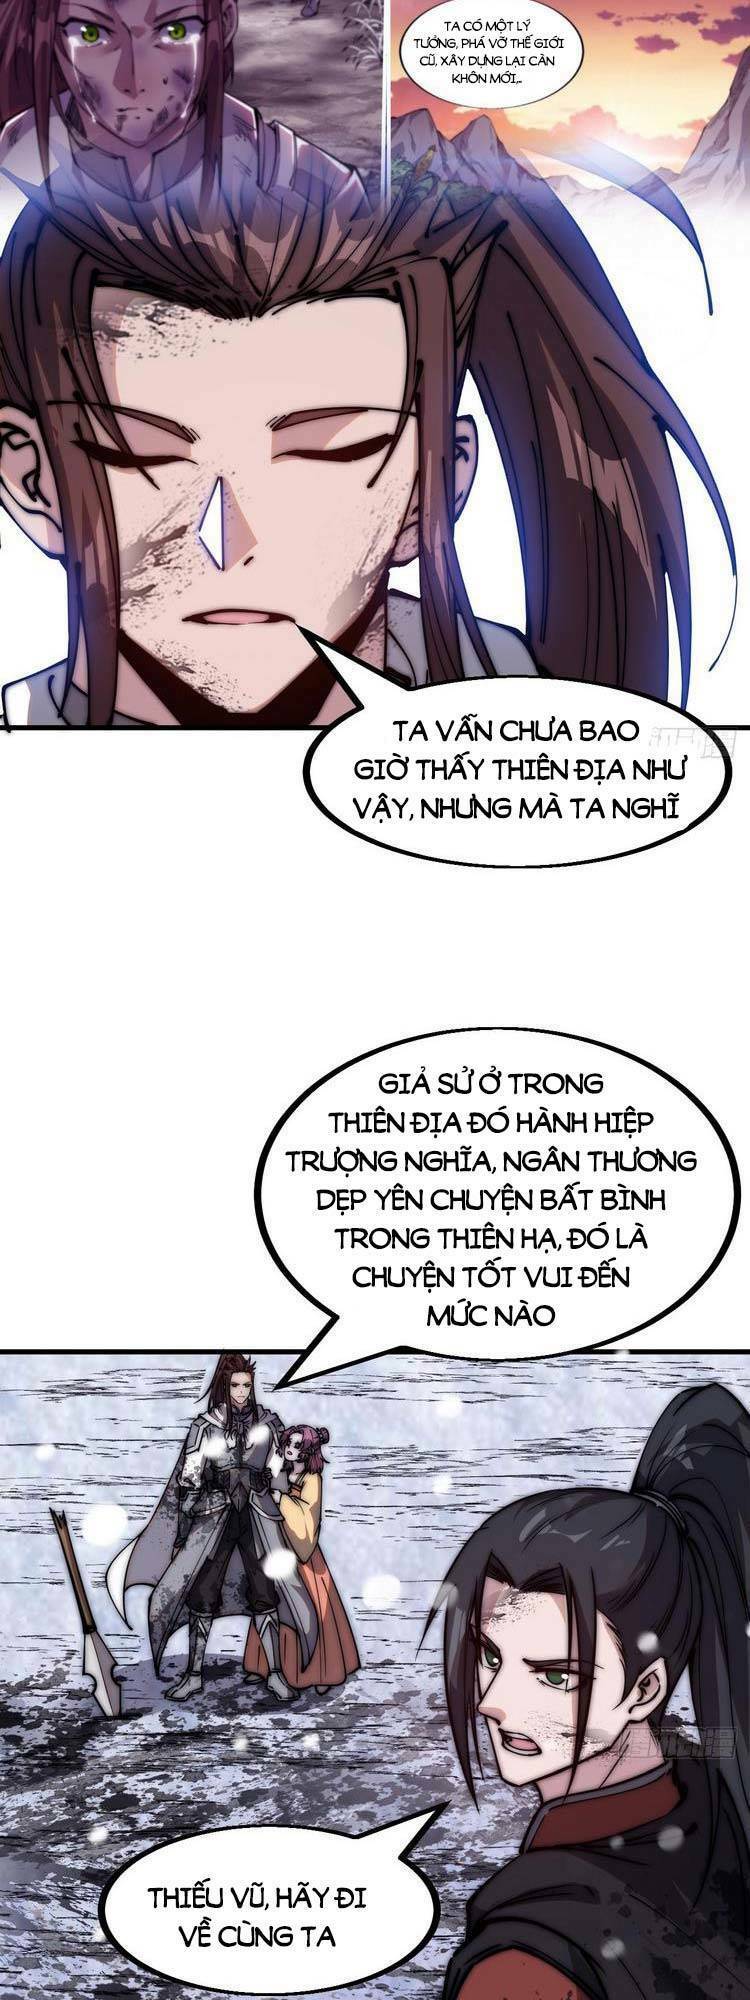 TA CÓ MỘT LÝ
TƯỞNG, PHÁ VỠ THẾ GIỚI
CŨ, XÂY DỰNG LẠI CÀN
KHÔN MỚI,..
TA VẪN CHƯA BAO
GIỜ THẤY THIÊN ĐỊA NHƯ
VẬY, NHƯNG MÀ TA NGHĨ
GIẢ SỬ Ở TRONG
THIÊN ĐỊA ĐÓ HÀNH HIỆP
TRƯỢNG NGHĨA, NGÂN THƯƠNG
DẸP YÊN CHUYỆN BẤT BÌNH
TRONG THIÊN HẠ, ĐÓ LÀ
CHUYỆN TỐT VUI ĐẾN
MỨC NÀO
THIẾU VŨ, HÃY ĐI
VỀ CÙNG TA